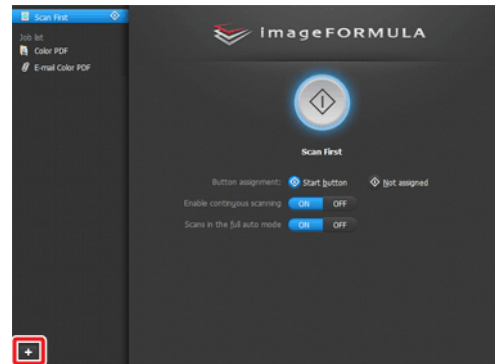 Scan First
Job list
Color PDF
E-mail Color PDF
imageFORMULA
Scan First
Button assignment: Start button Not assigned
Enable continuous scanning ON OFF
Scans in the full auto mode ON OFF